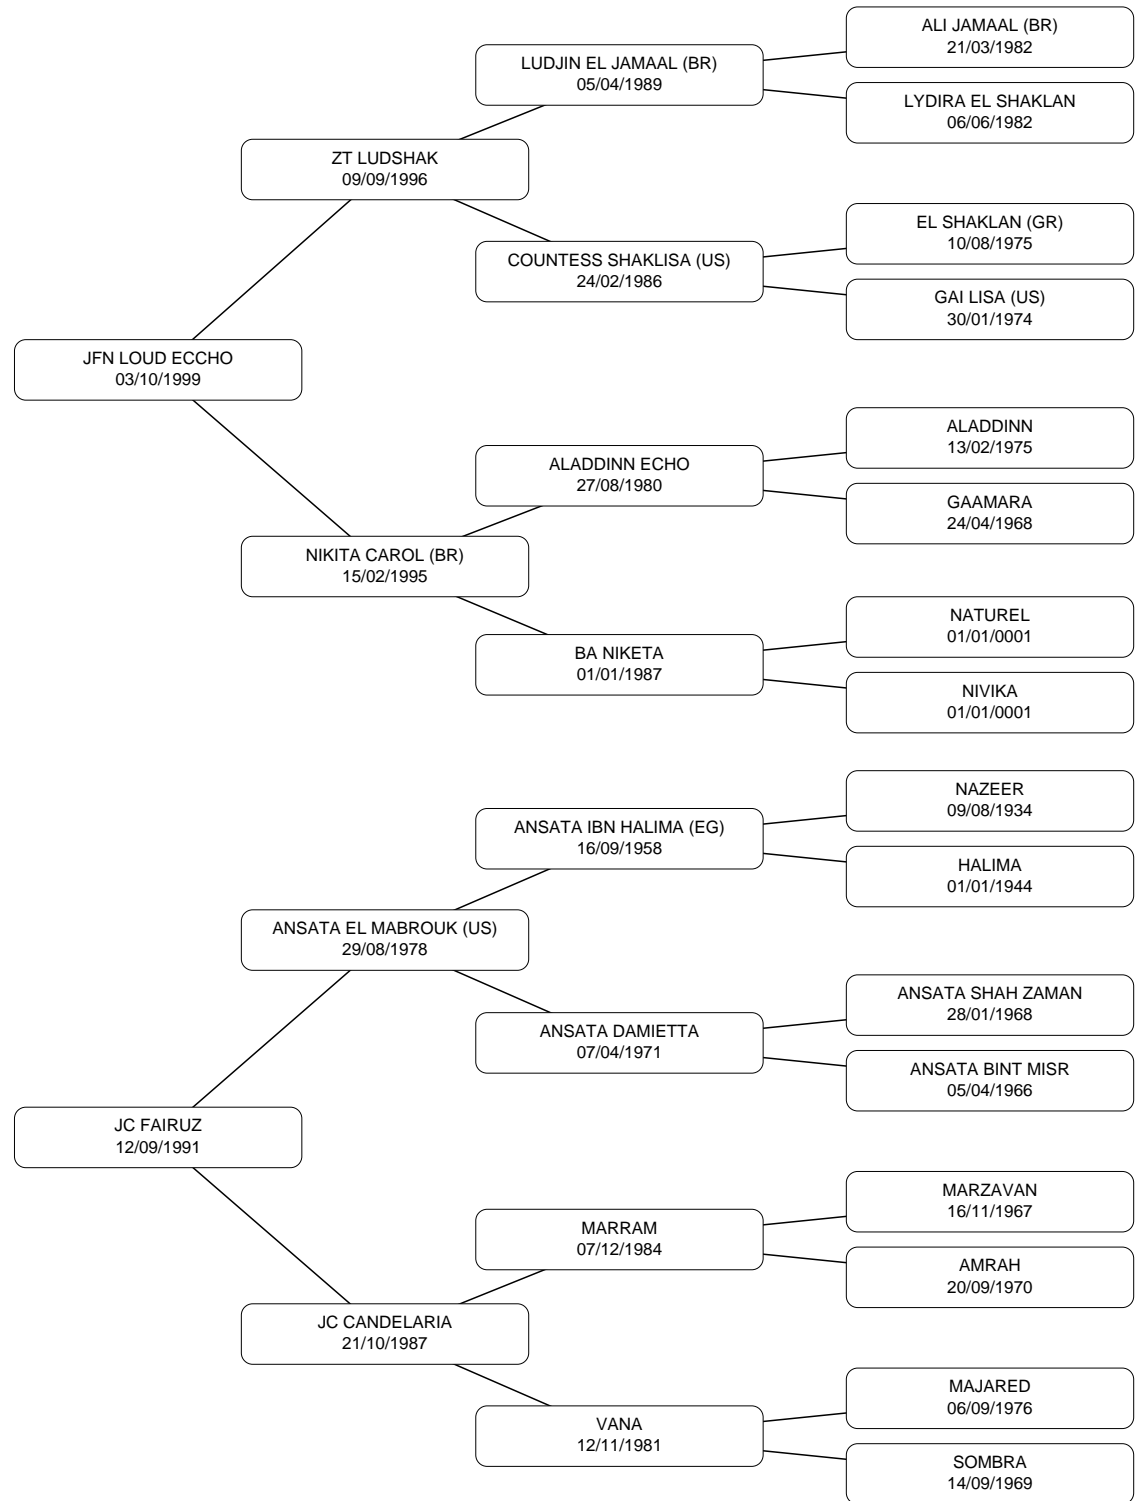 ALI JAMAAL (BR)
21/03/1982
LUDJIN EL JAMAAL (BR)
05/04/1989
LYDIRA EL SHAKLAN
06/06/1982
ZT LUDSHAK
09/09/1996
EL SHAKLAN (GR)
10/08/1975
COUNTESS SHAKLISA (US)
24/02/1986
GAI LISA (US)
30/01/1974
JFN LOUD ECCHO
03/10/1999
ALADDINN
13/02/1975
ALADDINN ECHO
27/08/1980
GAAMARA
24/04/1968
NIKITA CAROL (BR)
15/02/1995
NATUREL
01/01/0001
BA NIKETA
01/01/1987
NIVIKA
01/01/0001
NAZEER
09/08/1934
ANSATA IBN HALIMA (EG)
16/09/1958
HALIMA
01/01/1944
ANSATA EL MABROUK (US)
29/08/1978
ANSATA SHAH ZAMAN
28/01/1968
ANSATA DAMIETTA
07/04/1971
ANSATA BINT MISR
05/04/1966
JC FAIRUZ
12/09/1991
MARZAVAN
16/11/1967
MARRAM
07/12/1984
AMRAH
20/09/1970
JC CANDELARIA
21/10/1987
MAJARED
06/09/1976
VANA
12/11/1981
SOMBRA
14/09/1969